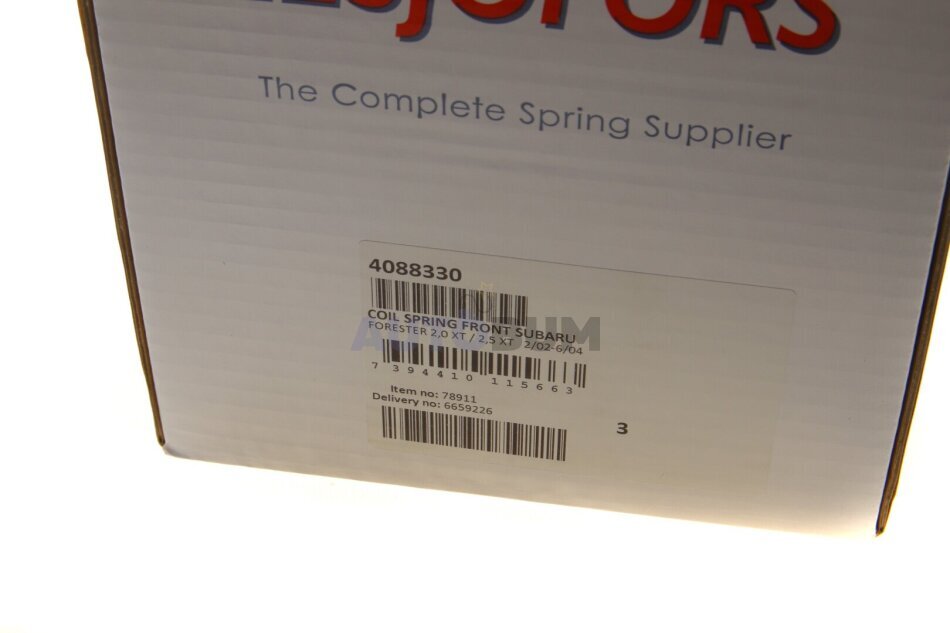 LESJÖFORS
The Complete Spring Supplier
4088330
COIL SPRING FRONT SUBARU
FORESTER 2,0 XT / 2,5 XT 2/02-6/04
7 394410 115663
Item no: 78911
Delivery no: 6659226
3